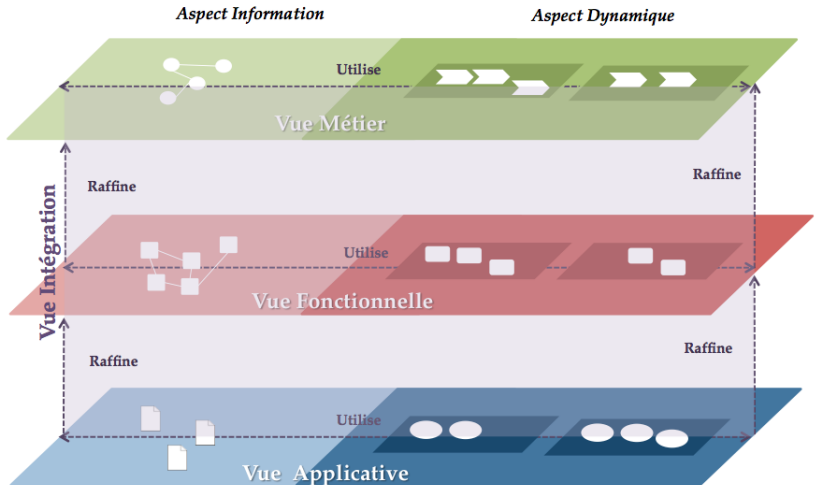 Aspect Information
Aspect Dynamique
Utilise
Vue Métier
Raffine
Raffine
Vue Intégration
Utilise
Vue Fonctionnelle
Raffine
Raffine
Utilise
Vue Applicative